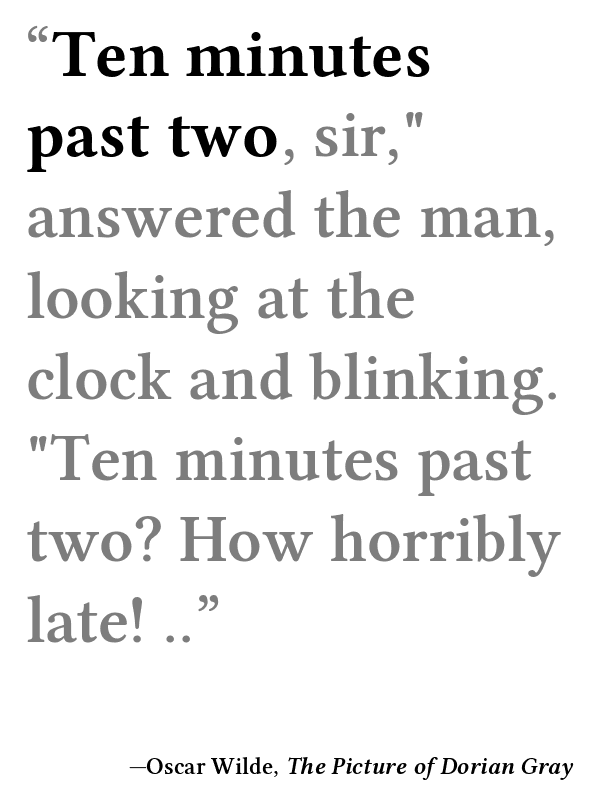 “Ten minutes
past two, sir,"
answered the man,
looking at the
clock and blinking.
"Ten minutes past
two? How horribly
late! ..”
—Oscar Wilde, The Picture of Dorian Gray